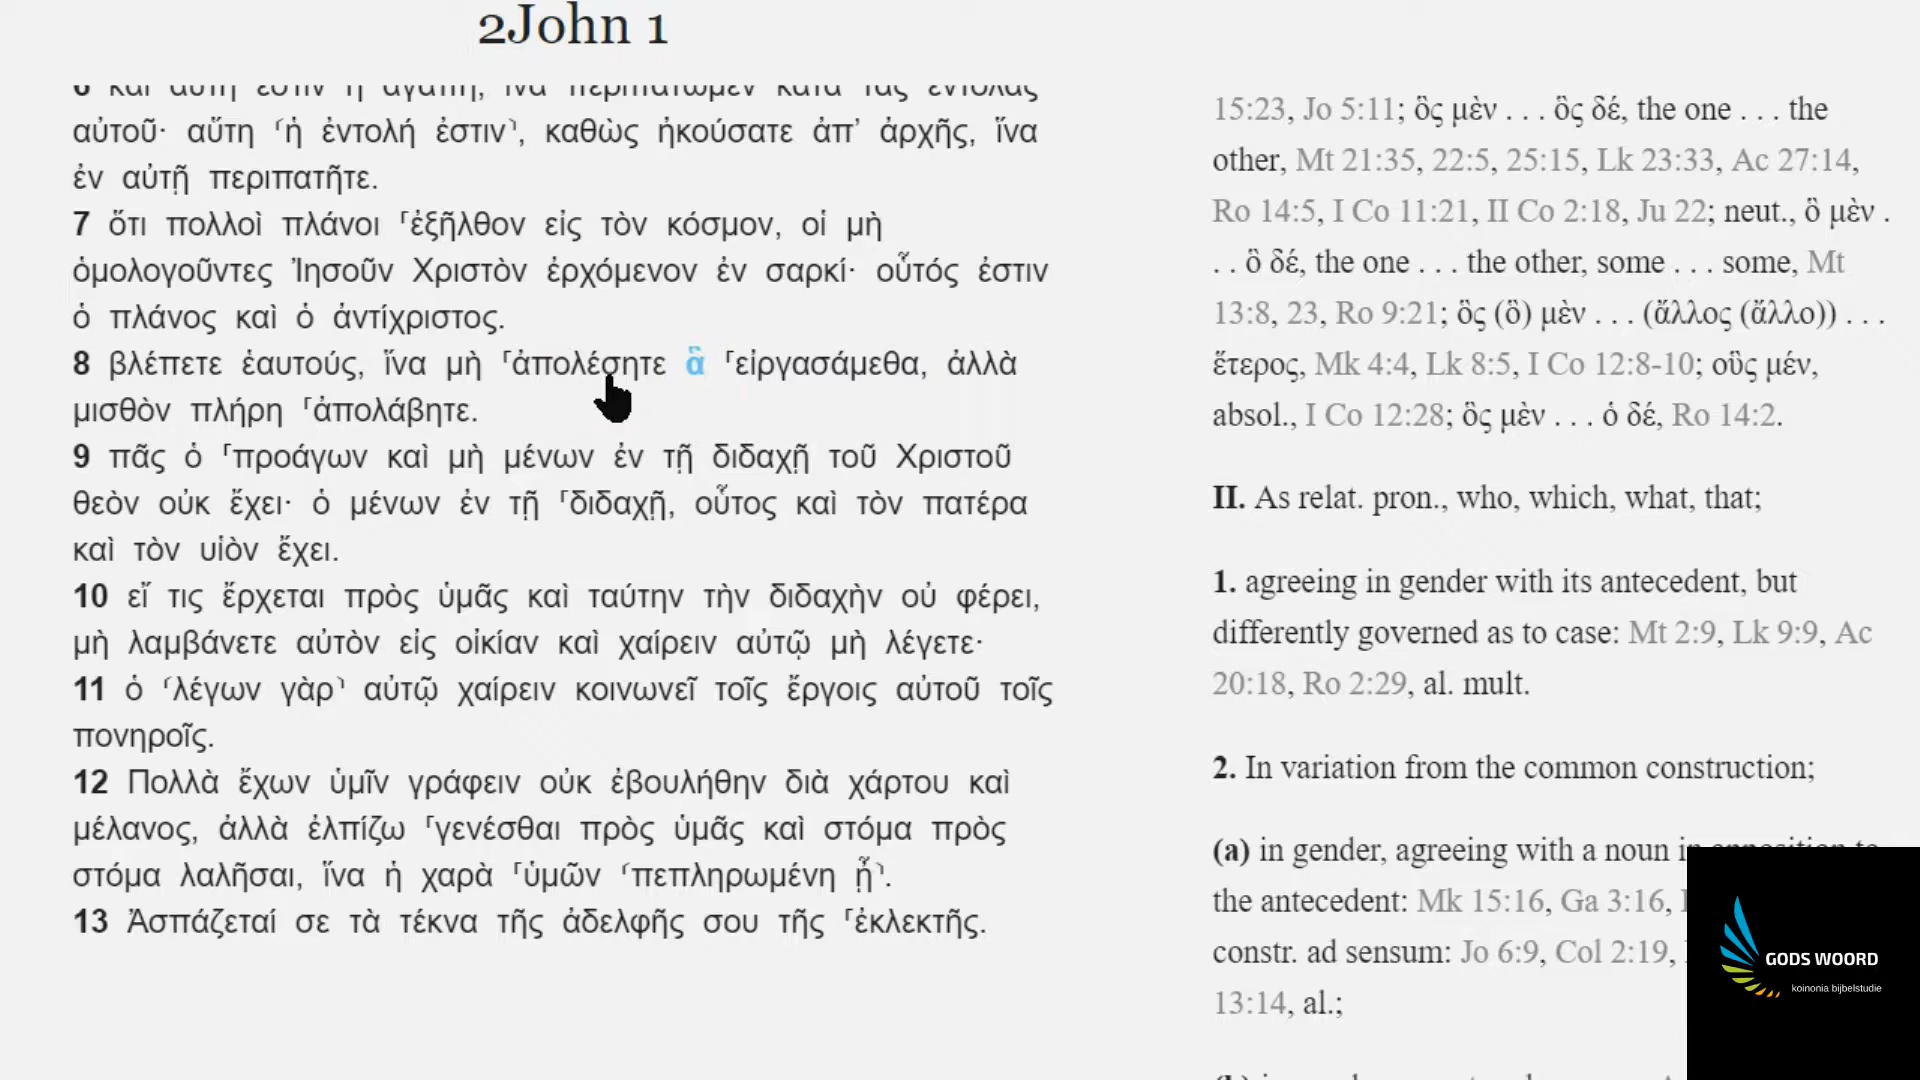 2John 1
6 καὶ αὕτη ἐστὶν ἡ ἀγάπη, ἵνα περιπατῶμεν κατὰ τὰς ἐντολὰς
αὐτοῦ· αὕτη ⸂ἡ ἐντολή ἐστιν⸃, καθὼς ἠκούσατε ἀπ’ ἀρχῆς, ἵνα
ἐν αὐτῇ περιπατῆτε.
7 ὅτι πολλοὶ πλάνοι ⸀ἐξῆλθον εἰς τὸν κόσμον, οἱ μὴ
ὁμολογοῦντες Ἰησοῦν Χριστὸν ἐρχόμενον ἐν σαρκί· οὗτός ἐστιν
ὁ πλάνος καὶ ὁ ἀντίχριστος.
8 βλέπετε ἑαυτούς, ἵνα μὴ ⸀ἀπολέσητε ἃ ⸀εἰργασάμεθα, ἀλλὰ
μισθὸν πλήρη ⸀ἀπολάβητε.
9 πᾶς ὁ ⸀προάγων καὶ μὴ μένων ἐν τῇ διδαχῇ τοῦ Χριστοῦ
θεὸν οὐκ ἔχει· ὁ μένων ἐν τῇ ⸀διδαχῇ, οὗτος καὶ τὸν πατέρα
καὶ τὸν υἱὸν ἔχει.
10 εἴ τις ἔρχεται πρὸς ὑμᾶς καὶ ταύτην τὴν διδαχὴν οὐ φέρει,
μὴ λαμβάνετε αὐτὸν εἰς οἰκίαν καὶ χαίρειν αὐτῷ μὴ λέγετε·
11 ὁ ⸂λέγων γὰρ⸃ αὐτῷ χαίρειν κοινωνεῖ τοῖς ἔργοις αὐτοῦ τοῖς
πονηροῖς.
12 Πολλὰ ἔχων ὑμῖν γράφειν οὐκ ἐβουλήθην διὰ χάρτου καὶ
μέλανος, ἀλλὰ ἐλπίζω ⸀γενέσθαι πρὸς ὑμᾶς καὶ στόμα πρὸς
στόμα λαλῆσαι, ἵνα ἡ χαρὰ ⸀ὑμῶν ⸂πεπληρωμένη ᾖ⸃.
13 Ἀσπάζεταί σε τὰ τέκνα τῆς ἀδελφῆς σου τῆς ⸀ἐκλεκτῆς.
15:23, Jo 5:11; ὃς μὲν . . . ὃς δέ, the one . . . the
other, Mt 21:35, 22:5, 25:15, Lk 23:33, Ac 27:14,
Ro 14:5, I Co 11:21, II Co 2:18, Ju 22; neut., ὃ μὲν .
. . ὃ δέ, the one . . . the other, some . . . some, Mt
13:8, 23, Ro 9:21; ὃς (ὃ) μὲν . . . (ἄλλος (ἄλλο)) . . .
ἕτερος, Mk 4:4, Lk 8:5, I Co 12:8-10; οὓς μέν,
absol., I Co 12:28; ὃς μὲν . . . ὁ δέ, Ro 14:2.
II. As relat. pron., who, which, what, that;
1. agreeing in gender with its antecedent, but
differently governed as to case: Mt 2:9, Lk 9:9, Ac
20:18, Ro 2:29, al. mult.
2. In variation from the common construction;
(a) in gender, agreeing with a noun in apposition to
the antecedent: Mk 15:16, Ga 3:16,
constr. ad sensum: Jo 6:9, Col 2:19,
13:14, al.;
GODS WOORD
koinonia bijbelstudie